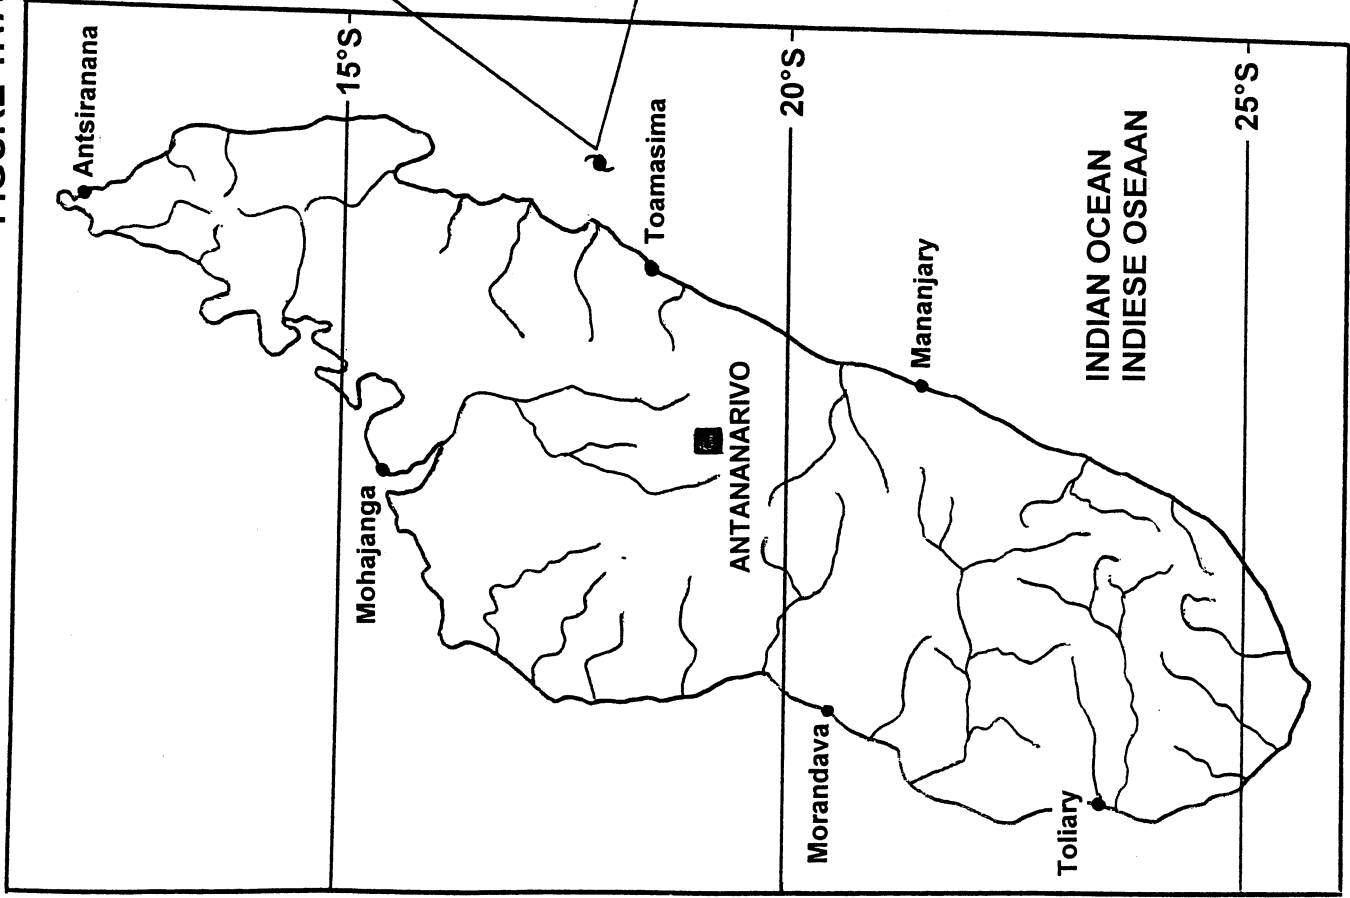 Antsiranana
15°S
Toamasima
20°S
Mananjary
INDIAN OCEAN
INDIESE OSEAAN
25°S
Mohajanga
ANTANANARIVO
Morandava
Toliary